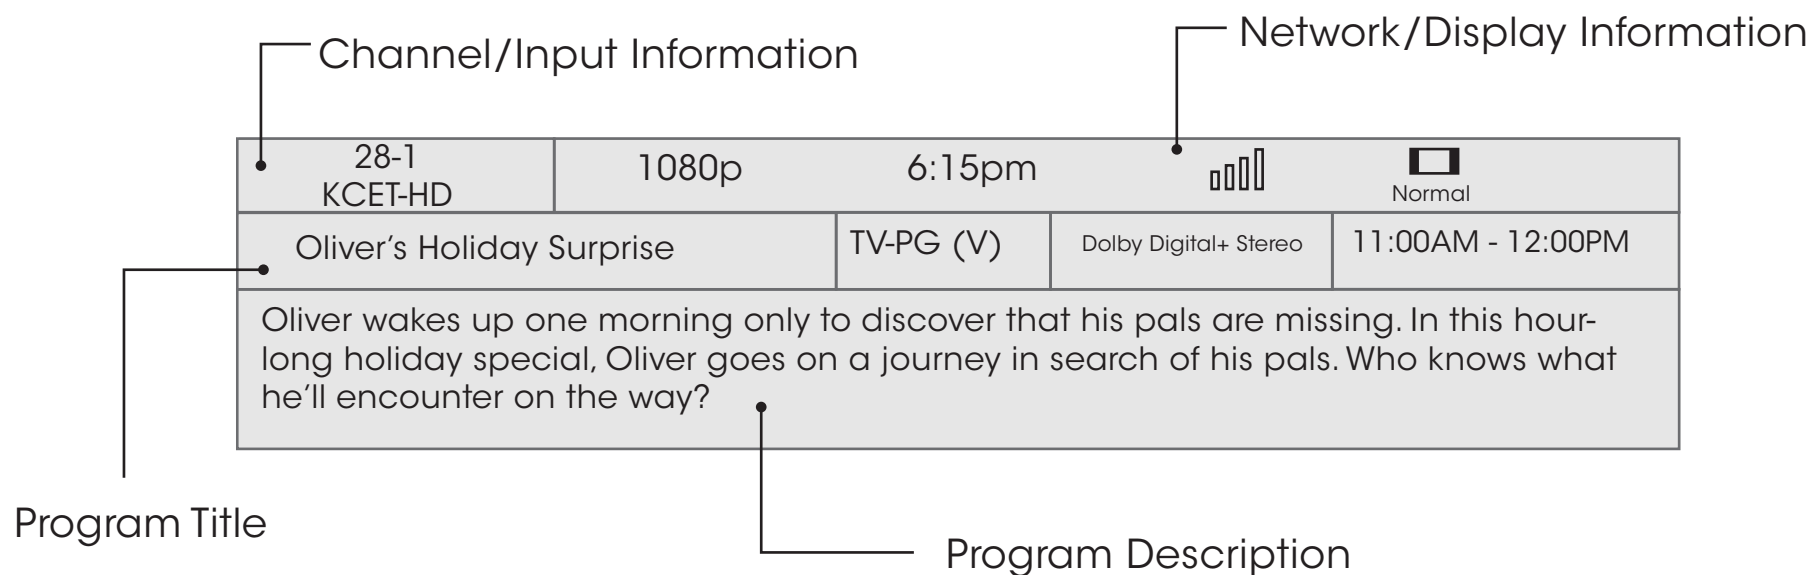 Network/Display Information
Channel/Input Information
28-1
KCET-HD
1080p
6:15pm
Normal
Oliver’s Holiday Surprise
TV-PG (V)
Dolby Digital+ Stereo
11:00AM - 12:00PM
Oliver wakes up one morning only to discover that his pals are missing. In this hour-
long holiday special, Oliver goes on a journey in search of his pals. Who knows what
he’ll encounter on the way?
Program Title
Program Description